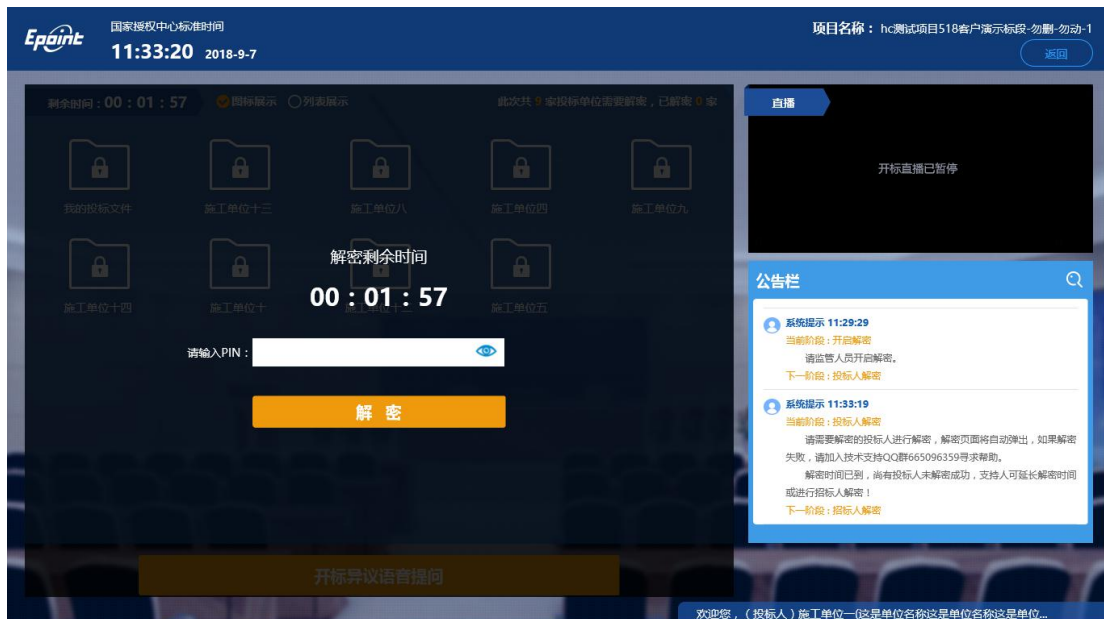 Epoint
国家授权中心标准时间
11:33:20 2018-9-7
项目名称：hc测试项目518客户演示标段-勿删-勿动-1
返回
剩余时间：00：01：57 图标展示 列表展示 此次共 9 家投标单位需要解密，已解密 0 家
我的投标文件 施工单位十三 施工单位八 施工单位四 施工单位九
施工单位十四 施工单位十 施工单位十二 施工单位五
解密剩余时间
00：01：57
请输入PIN：
解 密
开标异议语音提问
直播
开标直播已暂停
公告栏
系统提示 11:29:29
当前阶段：开启解密
请监管人员开启解密。
下一阶段：投标人解密
系统提示 11:33:19
当前阶段：投标人解密
请需要解密的投标人进行解密，解密页面将自动弹出，如果解密
失败，请加入技术支持QQ群665096359寻求帮助。
解密时间已到，尚有投标人未解密成功，支持人可延长解密时间
或进行招标人解密！
下一阶段：招标人解密
欢迎您，（投标人）施工单位一(这是单位名称这是单位名称这是单位...